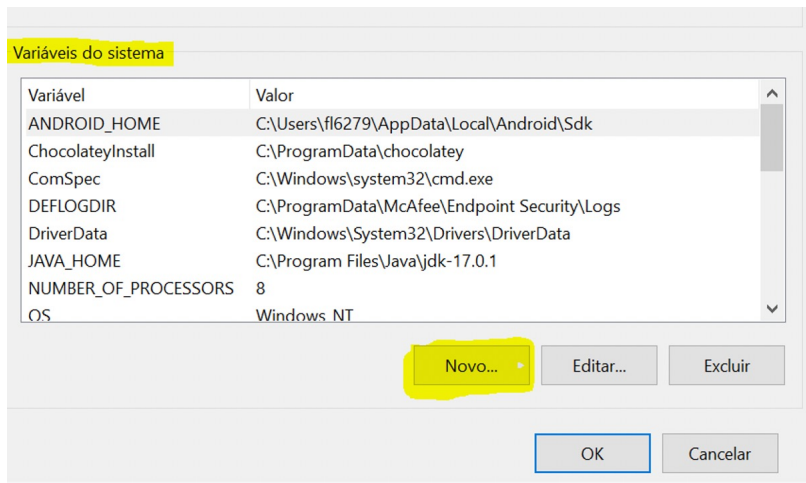 Variáveis do sistema
Variável Valor
ANDROID_HOME C:\Users\fl6279\AppData\Local\Android\Sdk
ChocolateyInstall C:\ProgramData\chocolatey
ComSpec C:\Windows\system32\cmd.exe
DEFLOGDIR C:\ProgramData\McAfee\Endpoint Security\Logs
DriverData C:\Windows\System32\Drivers\DriverData
JAVA_HOME C:\Program Files\Java\jdk-17.0.1
NUMBER_OF_PROCESSORS 8
OS Windows_NT
Novo... Editar... Excluir
OK Cancelar